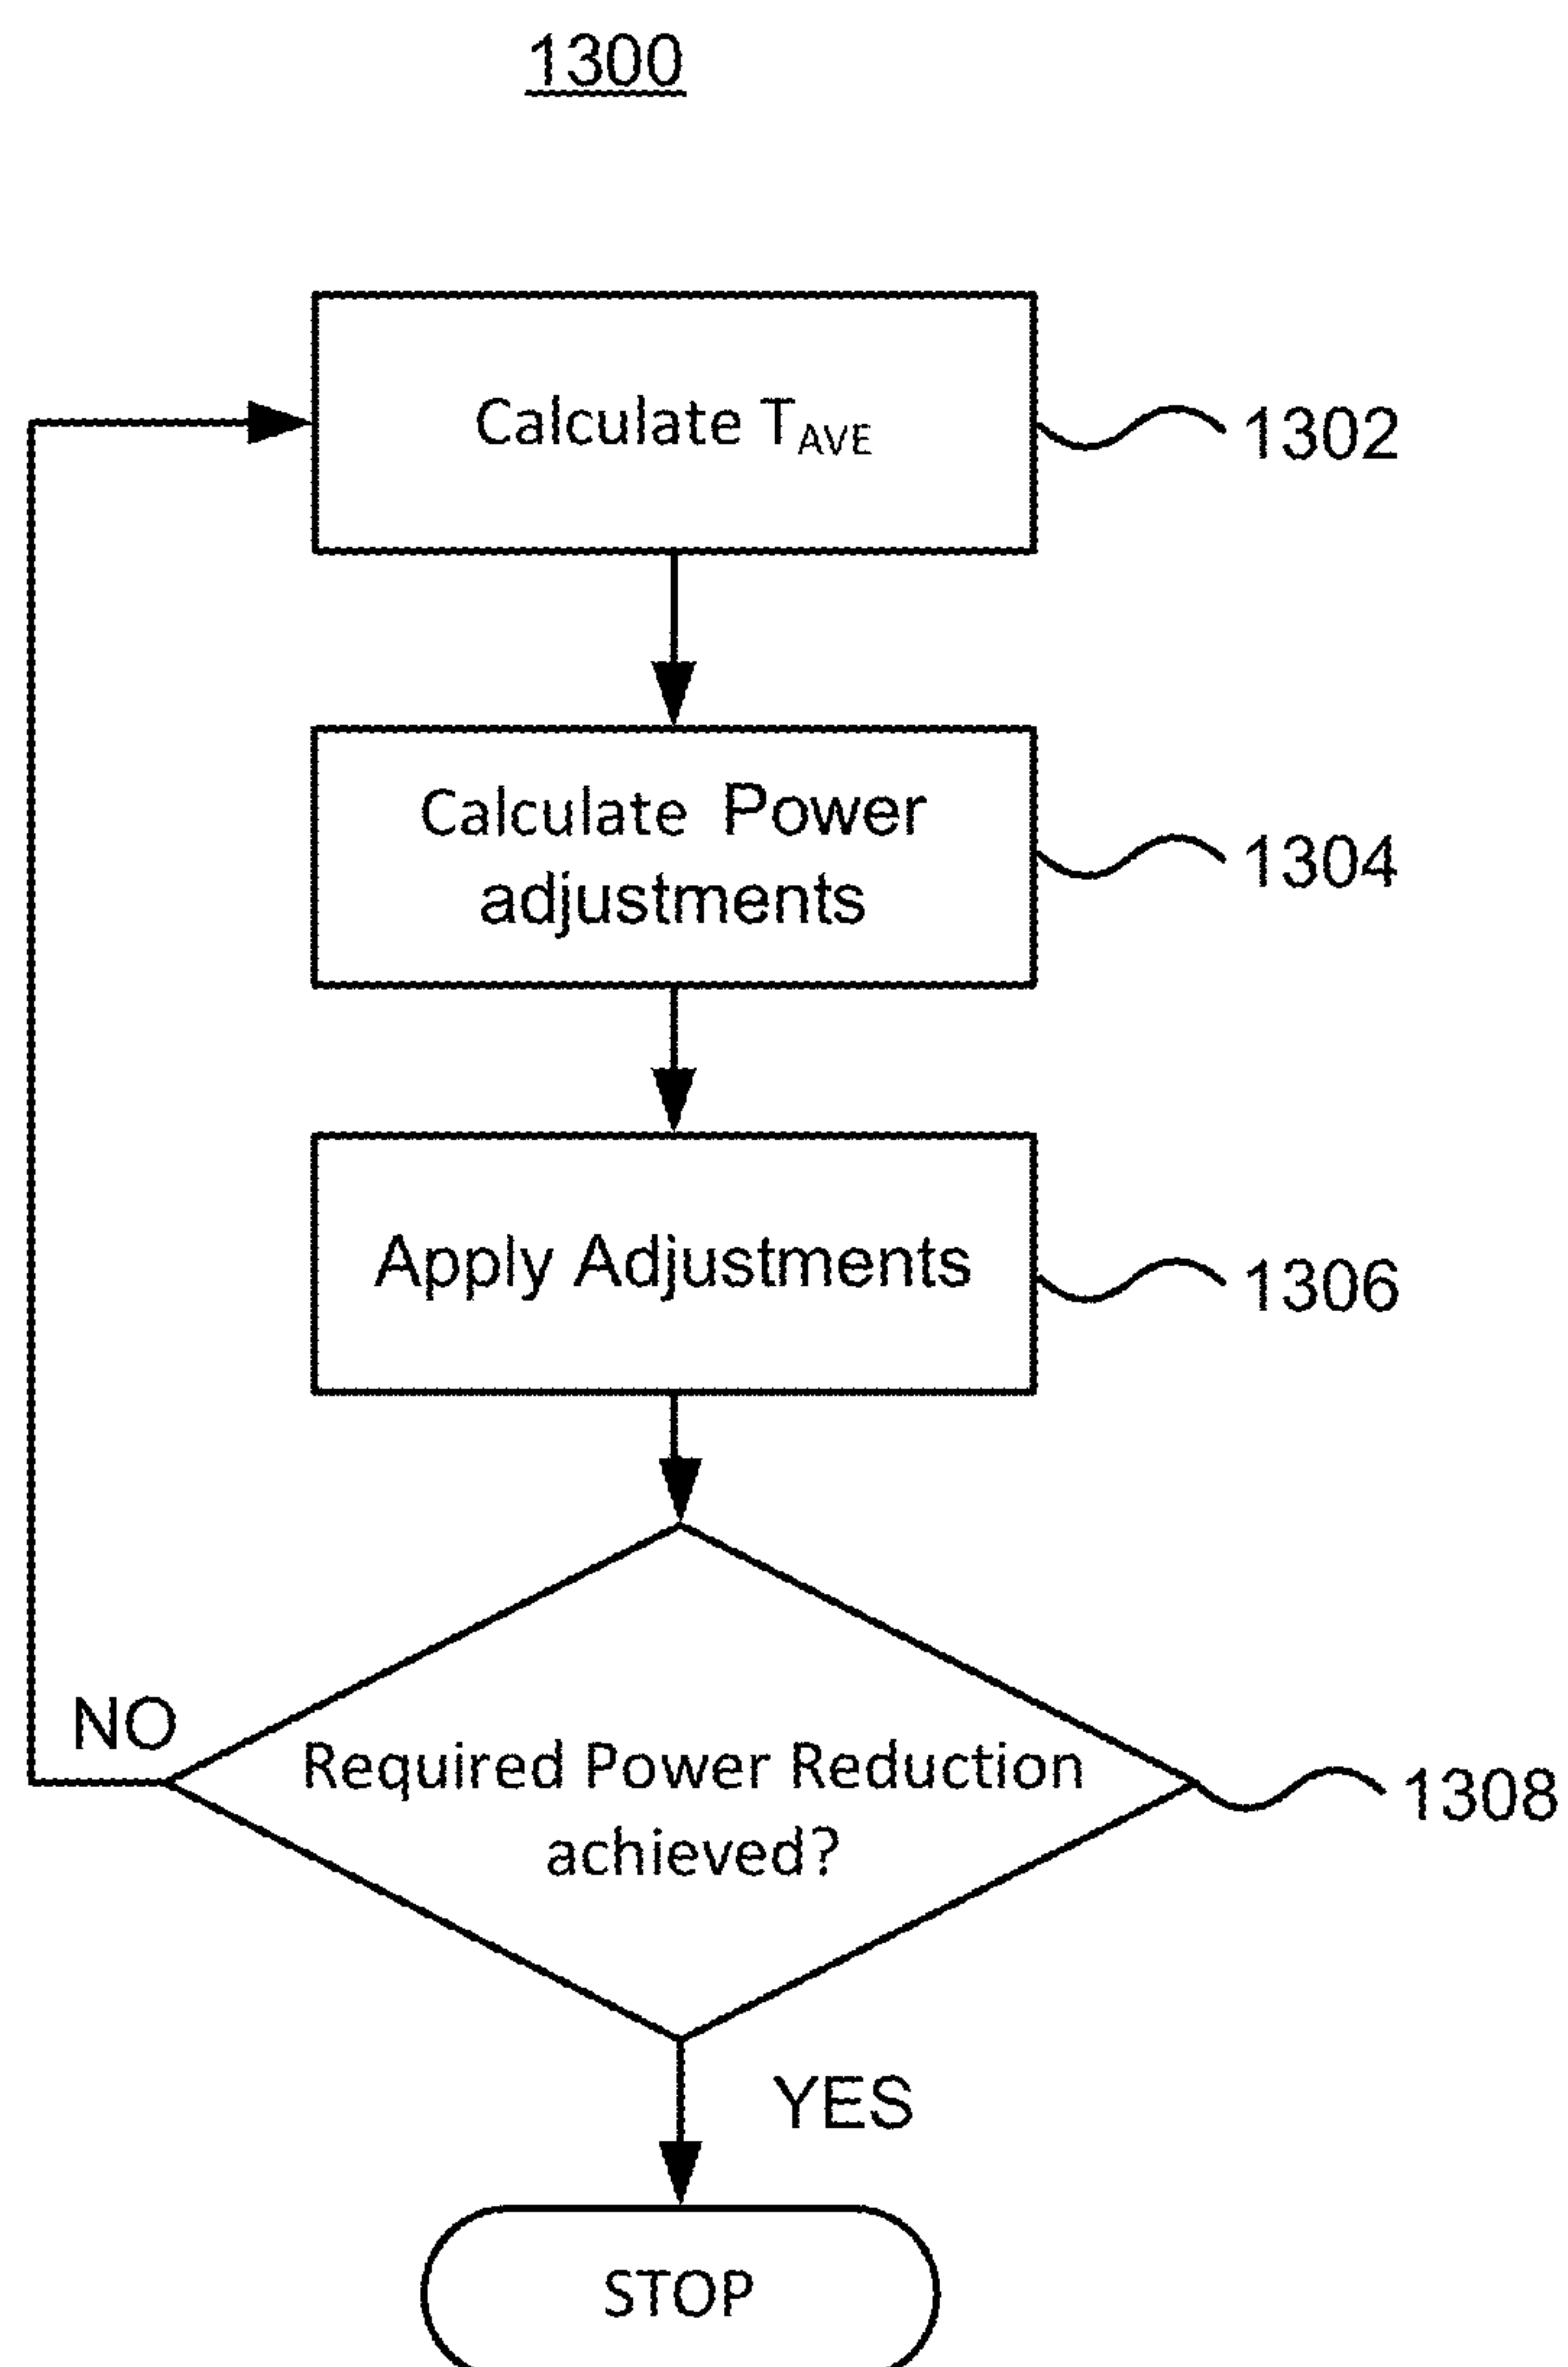 1300
Calculate TAVE
1302
Calculate Power
adjustments
1304
Apply Adjustments
1306
NO
Required Power Reduction
achieved?
1308
YES
STOP